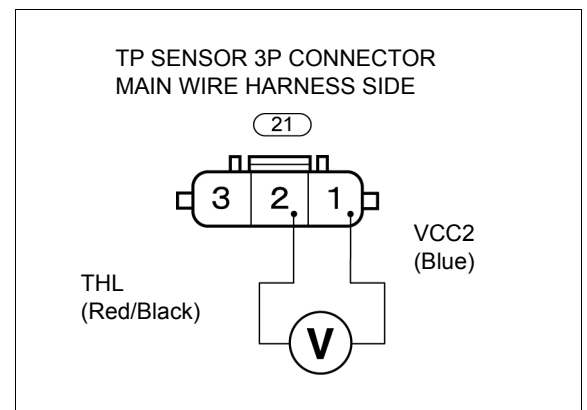 TP SENSOR 3P CONNECTOR
MAIN WIRE HARNESS SIDE
21
3 2 1
VCC2
(Blue)
THL
(Red/Black)
V